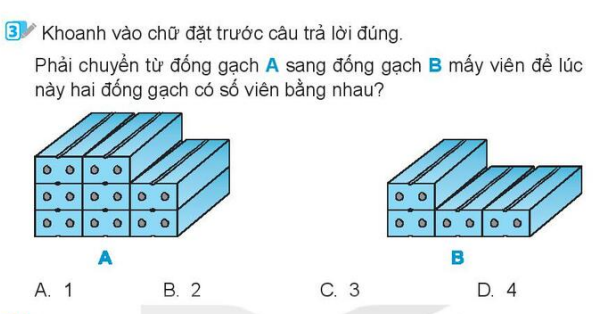 3 Khoanh vào chữ đặt trước câu trả lời đúng.
Phải chuyển từ đống gạch A sang đống gạch B mấy viên để lúc
này hai đống gạch có số viên bằng nhau?
A B
A. 1 B. 2 C. 3 D. 4